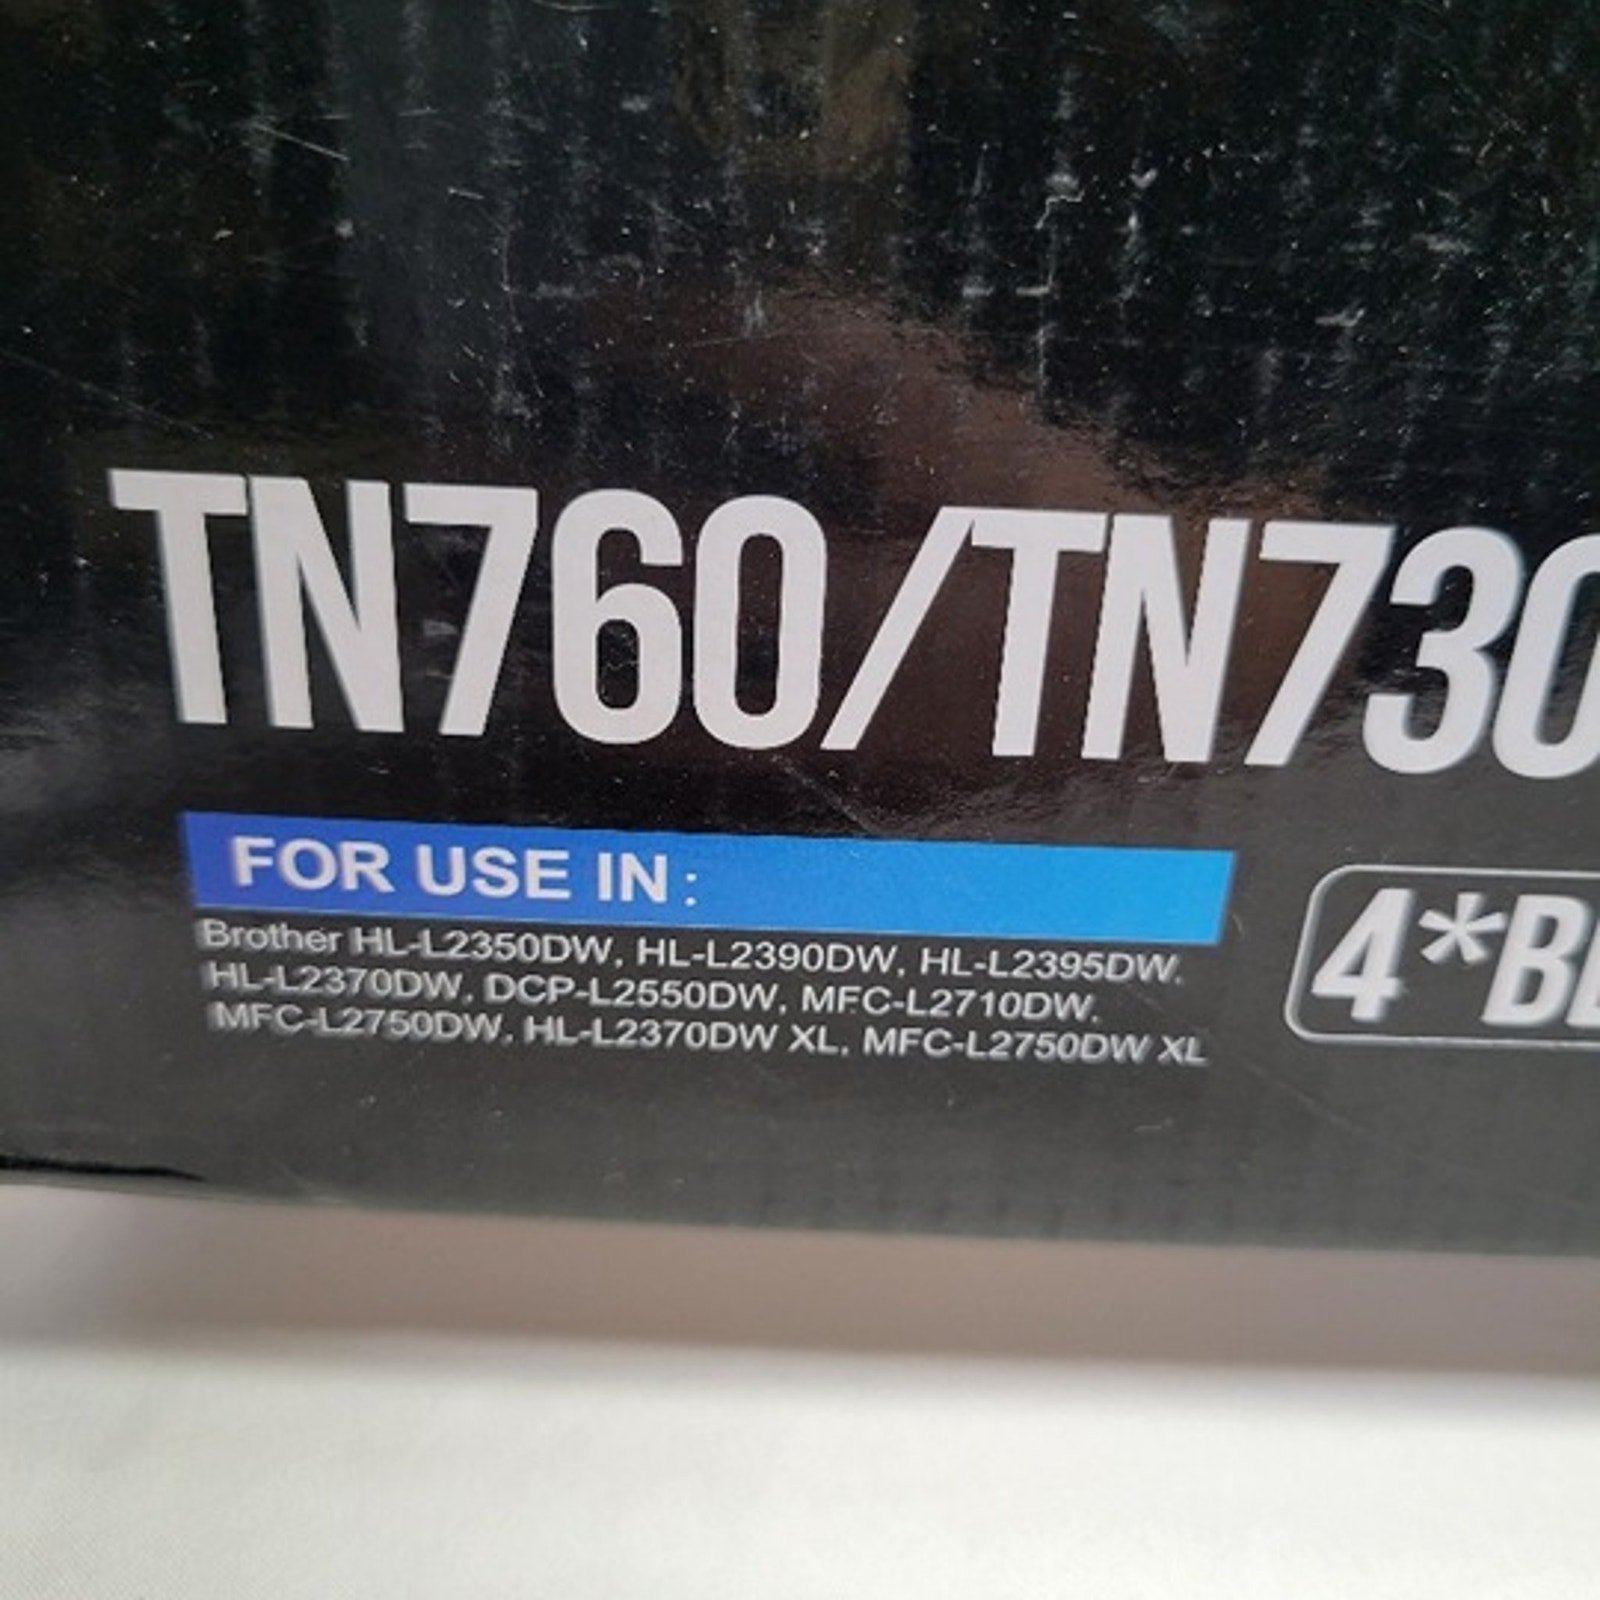 TN760/TN730
FOR USE IN:
Brother HL-L2350DW, HL-L2390DW, HL-L2395DW,
HL-L2370DW, DCP-L2550DW, MFC-L2710DW,
MFC-L2750DW, HL-L2370DW XL, MFC-L2750DW XL
4*B